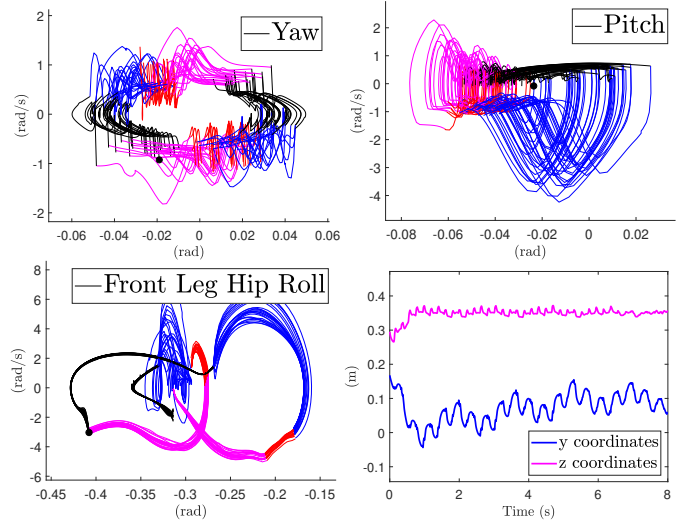 Yaw
2
1
0
-1
-2
(rad/s)
-0.06 -0.04 -0.02 0 0.02 0.04 0.06
(rad)
Pitch
2
1
0
-1
-2
-3
-4
(rad/s)
-0.08 -0.06 -0.04 -0.02 0 0.02
(rad)
Front Leg Hip Roll
8
6
4
2
0
-2
-4
-6
(rad/s)
-0.45 -0.4 -0.35 -0.3 -0.25 -0.2 -0.15
(rad)
0.4
0.3
0.2
0.1
0
-0.1
(m)
y coordinates
z coordinates
0 2 4 6 8
Time (s)